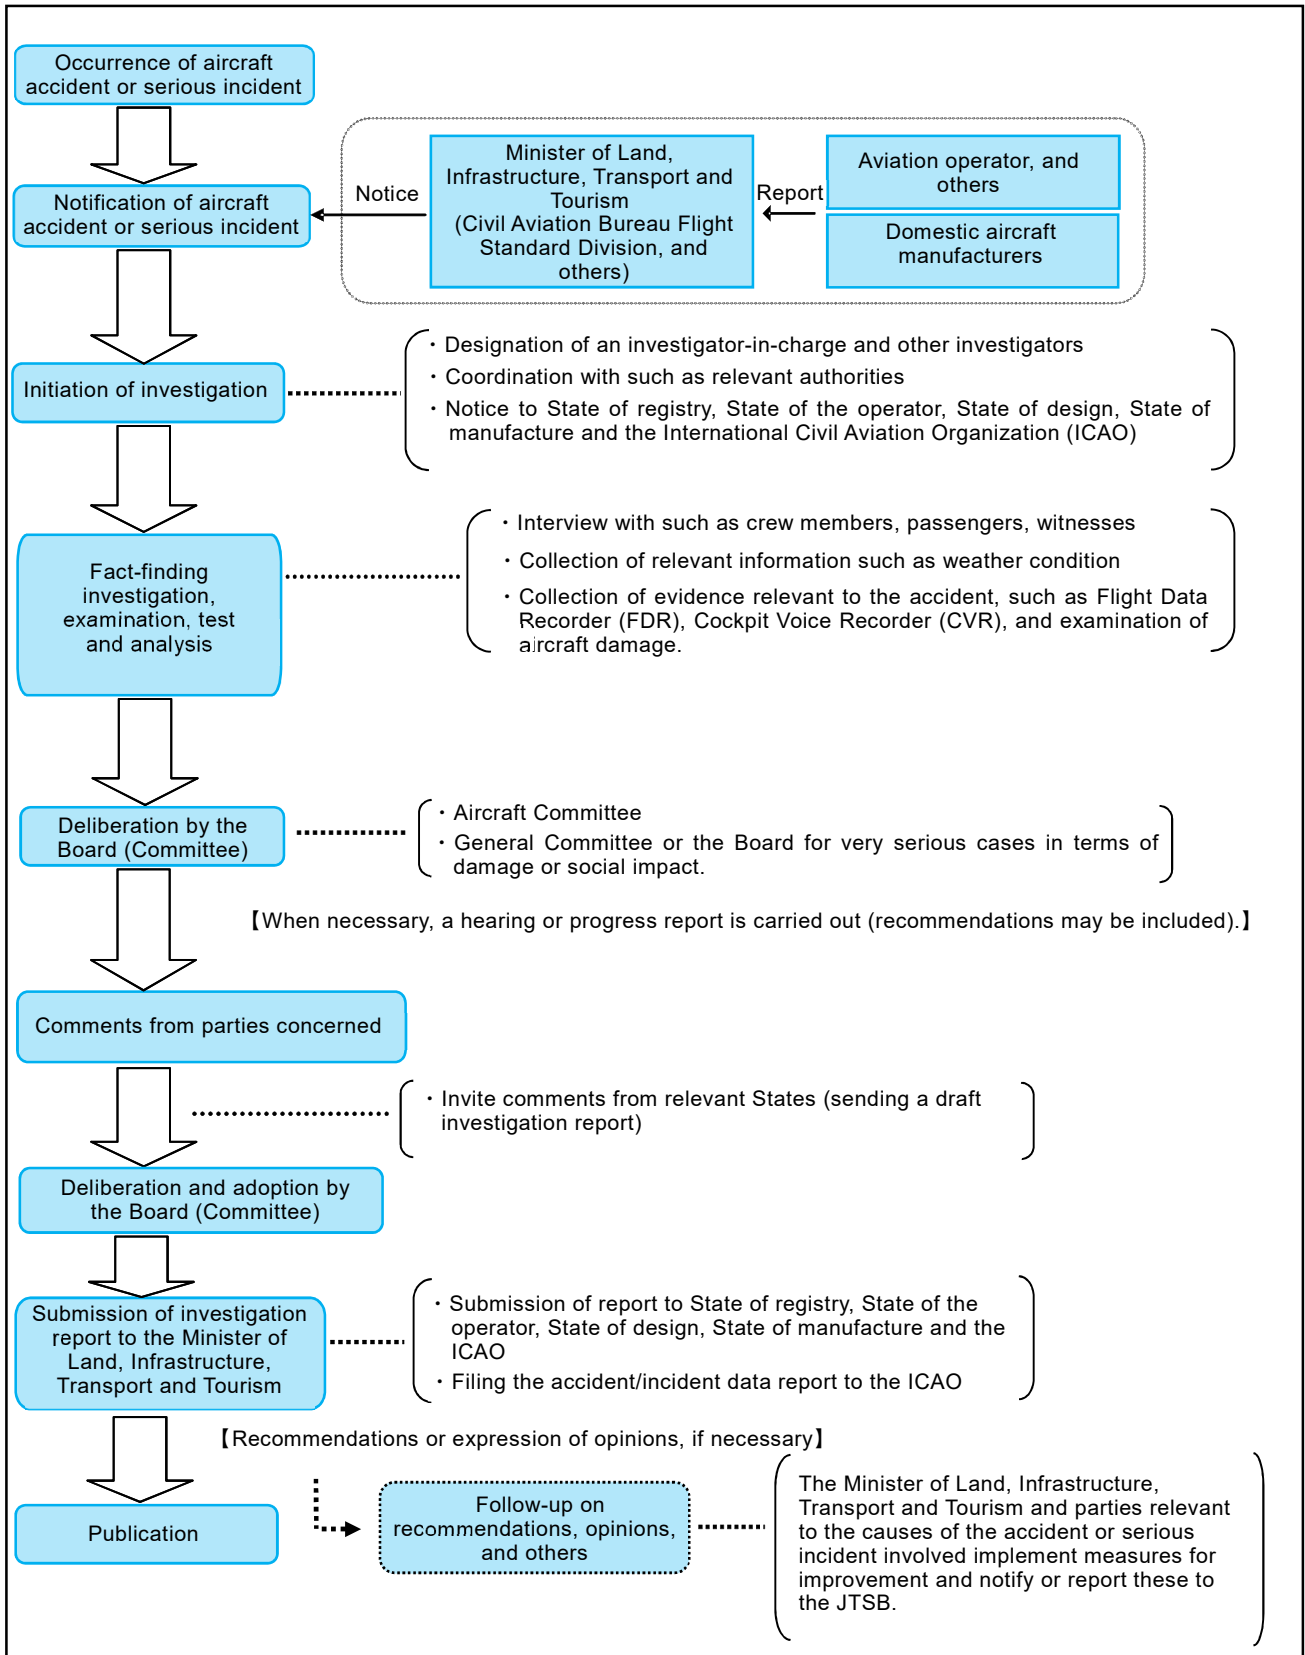 Occurrence of aircraft
accident or serious incident
Notification of aircraft
accident or serious incident
Notice
Minister of Land,
Infrastructure, Transport and
Tourism
(Civil Aviation Bureau Flight
Standard Division, and
others)
Report
Aviation operator, and
others
Domestic aircraft
manufacturers
Initiation of investigation
・Designation of an investigator-in-charge and other investigators
・Coordination with such as relevant authorities
・Notice to State of registry, State of the operator, State of design, State of
manufacture and the International Civil Aviation Organization (ICAO)
Fact-finding
investigation,
examination, test
and analysis
・Interview with such as crew members, passengers, witnesses
・Collection of relevant information such as weather condition
・Collection of evidence relevant to the accident, such as Flight Data
Recorder (FDR), Cockpit Voice Recorder (CVR), and examination of
aircraft damage.
Deliberation by the
Board (Committee)
・Aircraft Committee
・General Committee or the Board for very serious cases in terms of
damage or social impact.
【When necessary, a hearing or progress report is carried out (recommendations may be included).】
Comments from parties concerned
・Invite comments from relevant States (sending a draft
investigation report)
Deliberation and adoption by
the Board (Committee)
Submission of investigation
report to the Minister of
Land, Infrastructure,
Transport and Tourism
・Submission of report to State of registry, State of the
operator, State of design, State of manufacture and the
ICAO
・Filing the accident/incident data report to the ICAO
【Recommendations or expression of opinions, if necessary】
Publication
Follow-up on
recommendations, opinions,
and others
The Minister of Land, Infrastructure,
Transport and Tourism and parties relevant
to the causes of the accident or serious
incident involved implement measures for
improvement and notify or report these to
the JTSB.